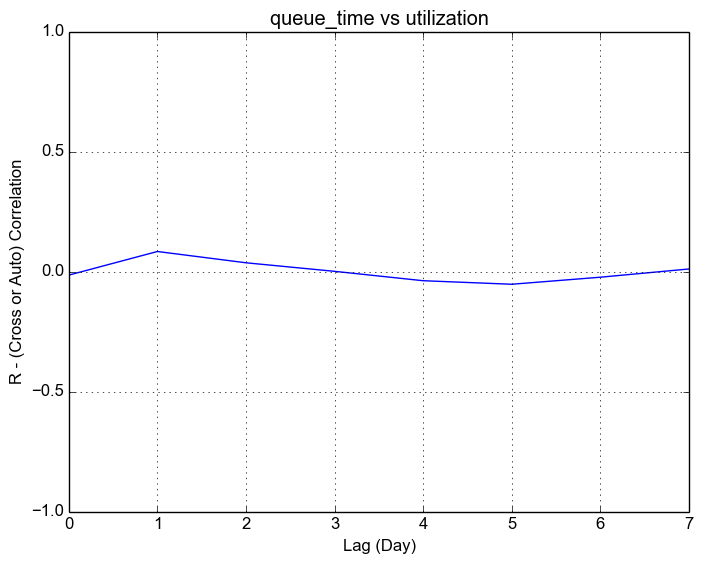 queue_time vs utilization
1.0
0.5
0.0
−0.5
−1.0
R - (Cross or Auto) Correlation
0 1 2 3 4 5 6 7
Lag (Day)